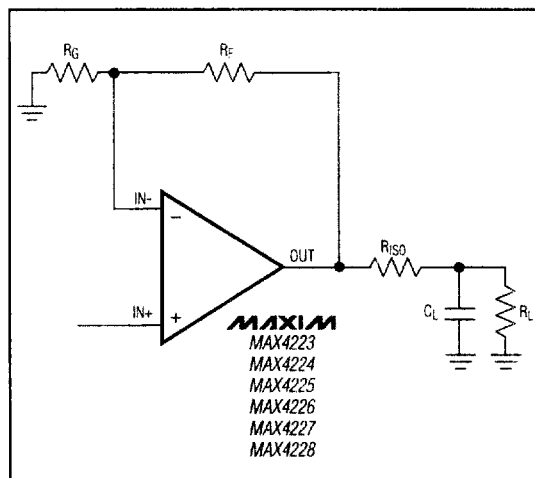 RG
RF
IN-
−
OUT
RISO
IN+
+
CL
RL
MAXIM
MAX4223
MAX4224
MAX4225
MAX4226
MAX4227
MAX4228